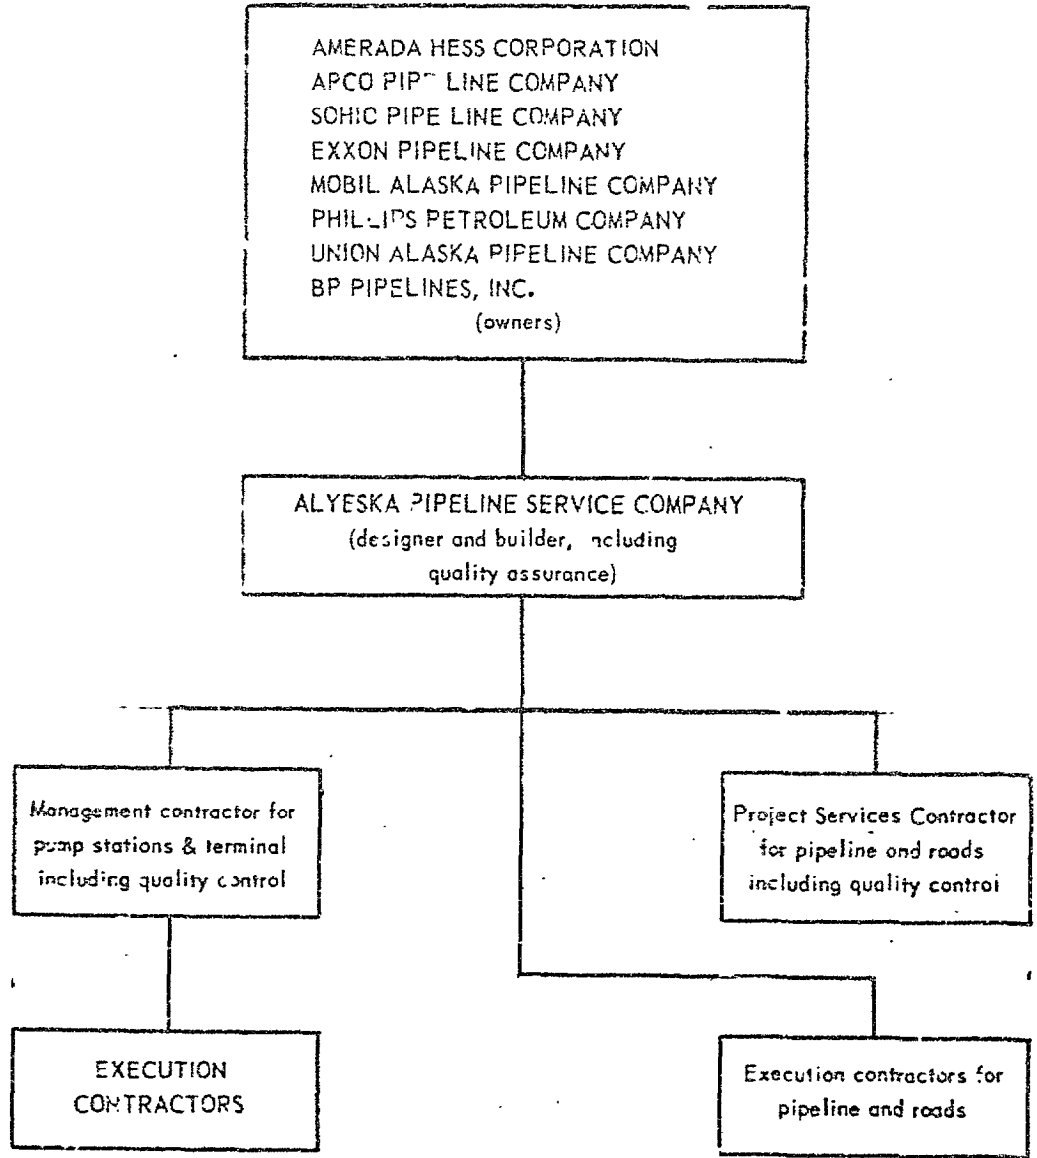 AMERADA HESS CORPORATION
ARCO PIPE LINE COMPANY
SOHIO PIPE LINE COMPANY
EXXON PIPELINE COMPANY
MOBIL ALASKA PIPELINE COMPANY
PHILLIPS PETROLEUM COMPANY
UNION ALASKA PIPELINE COMPANY
BP PIPELINES, INC.
(owners)
ALYESKA PIPELINE SERVICE COMPANY
(designer and builder, including
quality assurance)
Management contractor for
pump stations & terminal
including quality control
Project Services Contractor
for pipeline and roads
including quality control
EXECUTION
CONTRACTORS
Execution contractors for
pipeline and roads